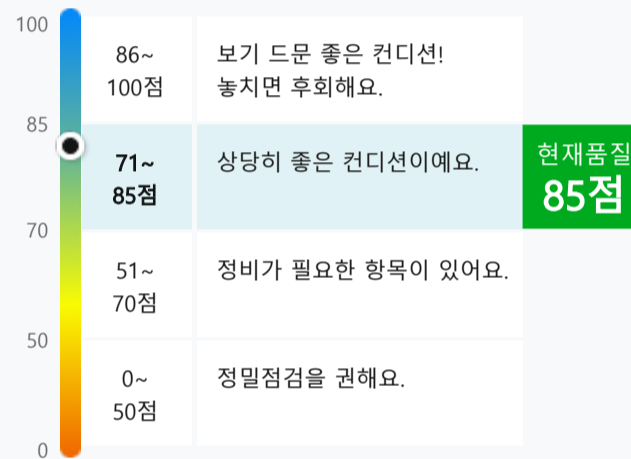 100
86~
100점
보기 드문 좋은 컨디션!
놓치면 후회해요.
85
71~
85점
상당히 좋은 컨디션이예요.
현재품질
85점
70
51~
70점
정비가 필요한 항목이 있어요.
50
0~
50점
정밀점검을 권해요.
0